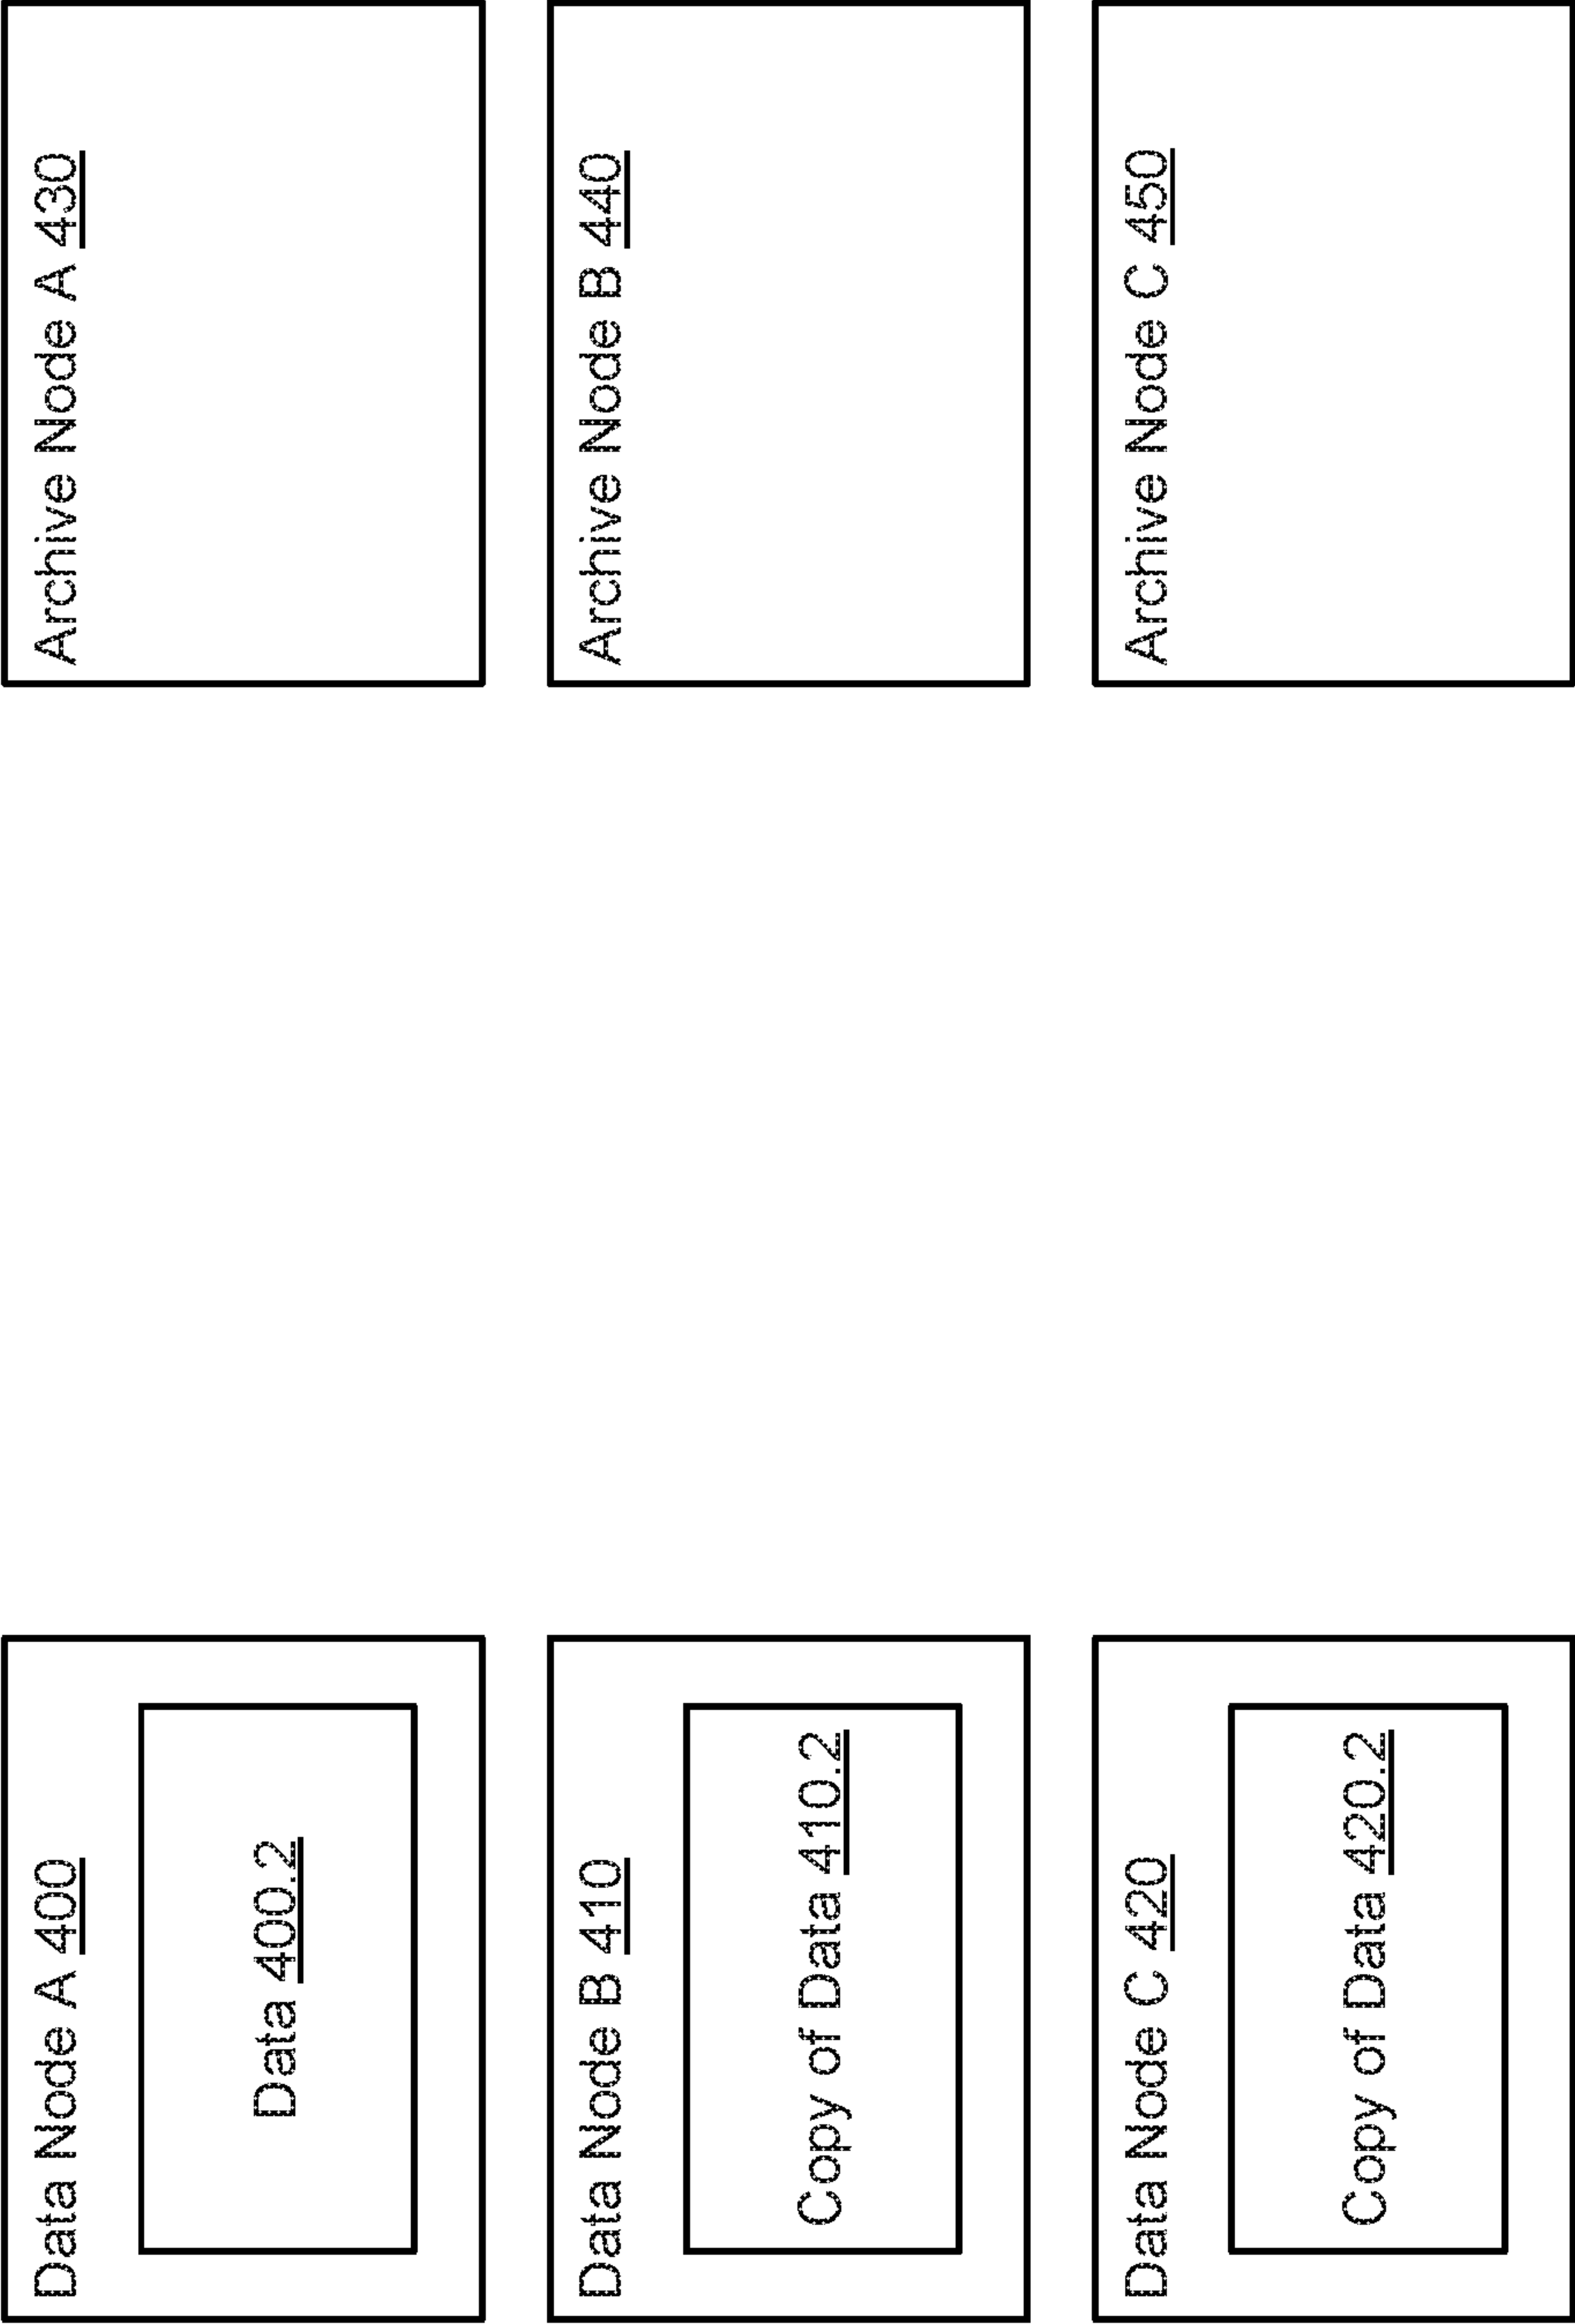 Data Node A 400
Data 400.2
Data Node B 410
Copy of Data 410.2
Data Node C 420
Copy of Data 420.2
Archive Node A 430
Archive Node B 440
Archive Node C 450